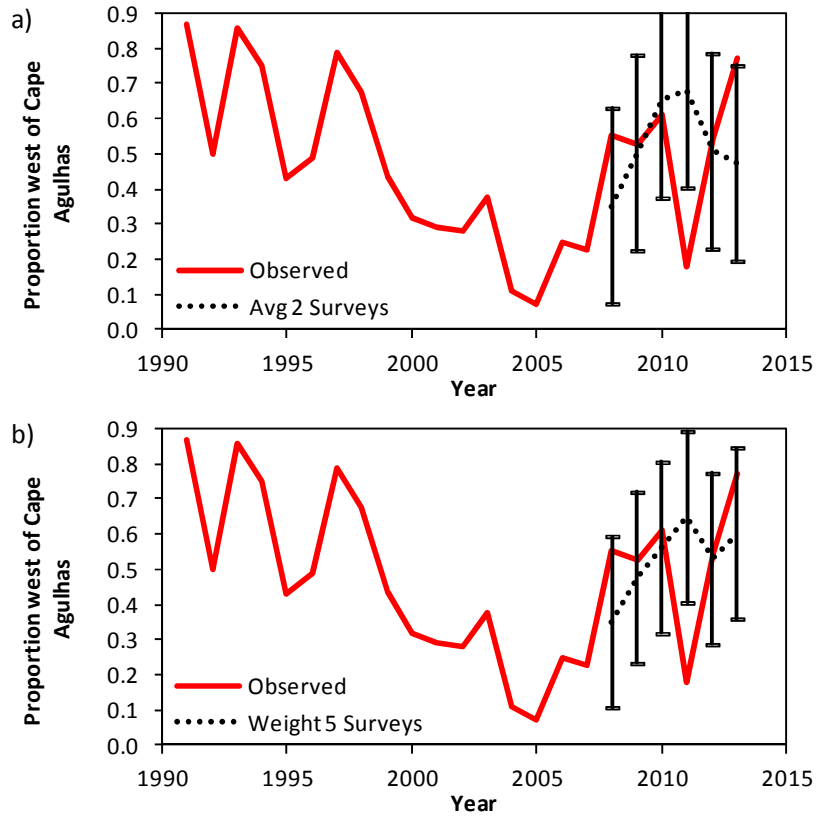 a)
Proportion west of Cape
Agulhas
0.9
0.8
0.7
0.6
0.5
0.4
0.3
0.2
0.1
0.0
Observed
Avg 2 Surveys
1990 1995 2000 2005 2010 2015
Year
b)
Proportion west of Cape
Agulhas
0.9
0.8
0.7
0.6
0.5
0.4
0.3
0.2
0.1
0.0
Observed
Weight 5 Surveys
1990 1995 2000 2005 2010 2015
Year